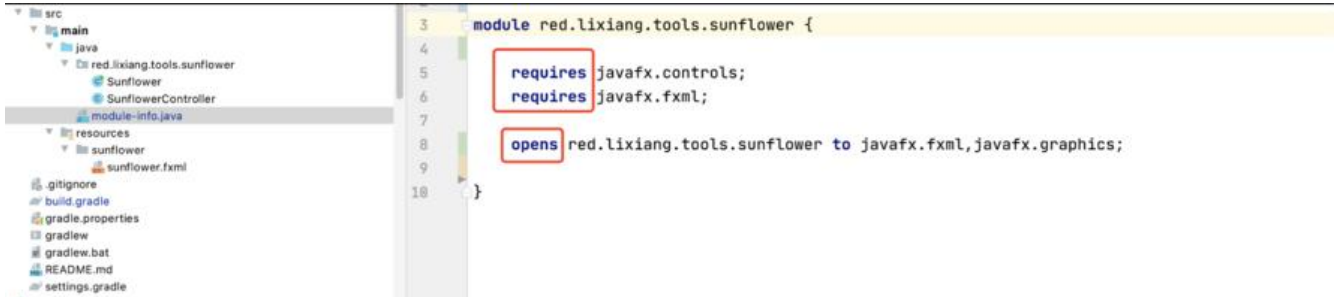 src
main
java
red.lixiang.tools.sunflower
Sunflower
SunflowerController
module-info.java
resources
sunflower
sunflower.fxml
.gitignore
build.gradle
gradle.properties
gradlew
gradlew.bat
README.md
settings.gradle
3 module red.lixiang.tools.sunflower {
4
5 requires javafx.controls;
6 requires javafx.fxml;
7
8 opens red.lixiang.tools.sunflower to javafx.fxml,javafx.graphics;
9
10 }